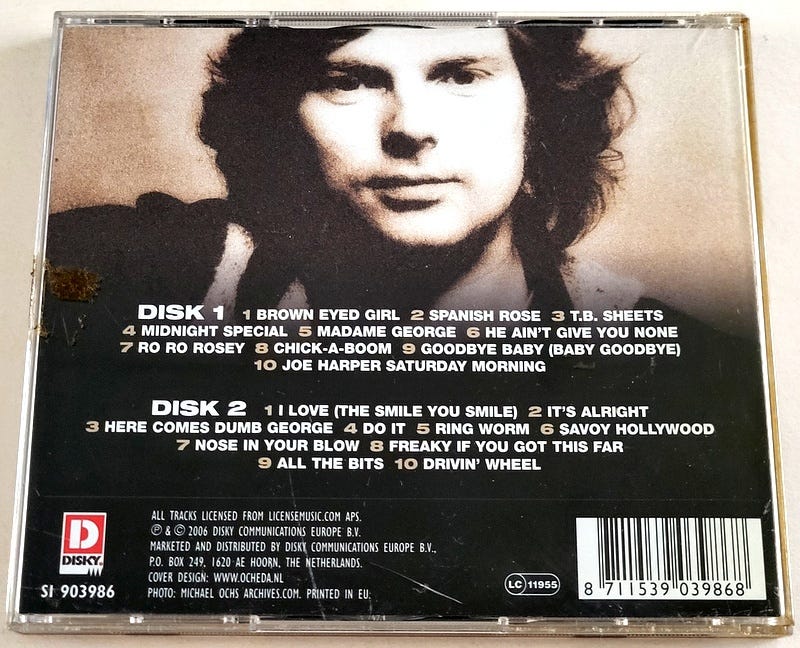 DISK 1 1 BROWN EYED GIRL 2 SPANISH ROSE 3 T.B. SHEETS
4 MIDNIGHT SPECIAL 5 MADAME GEORGE 6 HE AIN'T GIVE YOU NONE
7 RO RO ROSEY 8 CHICK-A-BOOM 9 GOODBYE BABY (BABY GOODBYE)
10 JOE HARPER SATURDAY MORNING
DISK 2 1 I LOVE (THE SMILE YOU SMILE) 2 IT'S ALRIGHT
3 HERE COMES DUMB GEORGE 4 DO IT 5 RING WORM 6 SAVOY HOLLYWOOD
7 NOSE IN YOUR BLOW 8 FREAKY IF YOU GOT THIS FAR
9 ALL THE BITS 10 DRIVIN' WHEEL
D
DISKY
SI 903986
ALL TRACKS LICENSED FROM LICENSEMUSIC.COM APS.
℗ & © 2006 DISKY COMMUNICATIONS EUROPE B.V.
MARKETED AND DISTRIBUTED BY DISKY COMMUNICATIONS EUROPE B.V.,
P.O. BOX 249, 1620 AE HOORN, THE NETHERLANDS.
COVER DESIGN: WWW.OCHEDA.NL
PHOTO: MICHAEL OCHS ARCHIVES.COM. PRINTED IN EU:
LC 11955
8 711539 039868